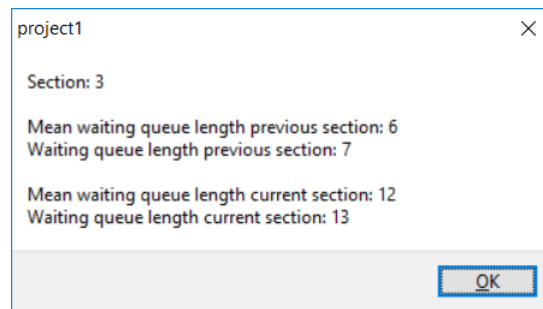 project1
Section: 3
Mean waiting queue length previous section: 6
Waiting queue length previous section: 7
Mean waiting queue length current section: 12
Waiting queue length current section: 13
OK